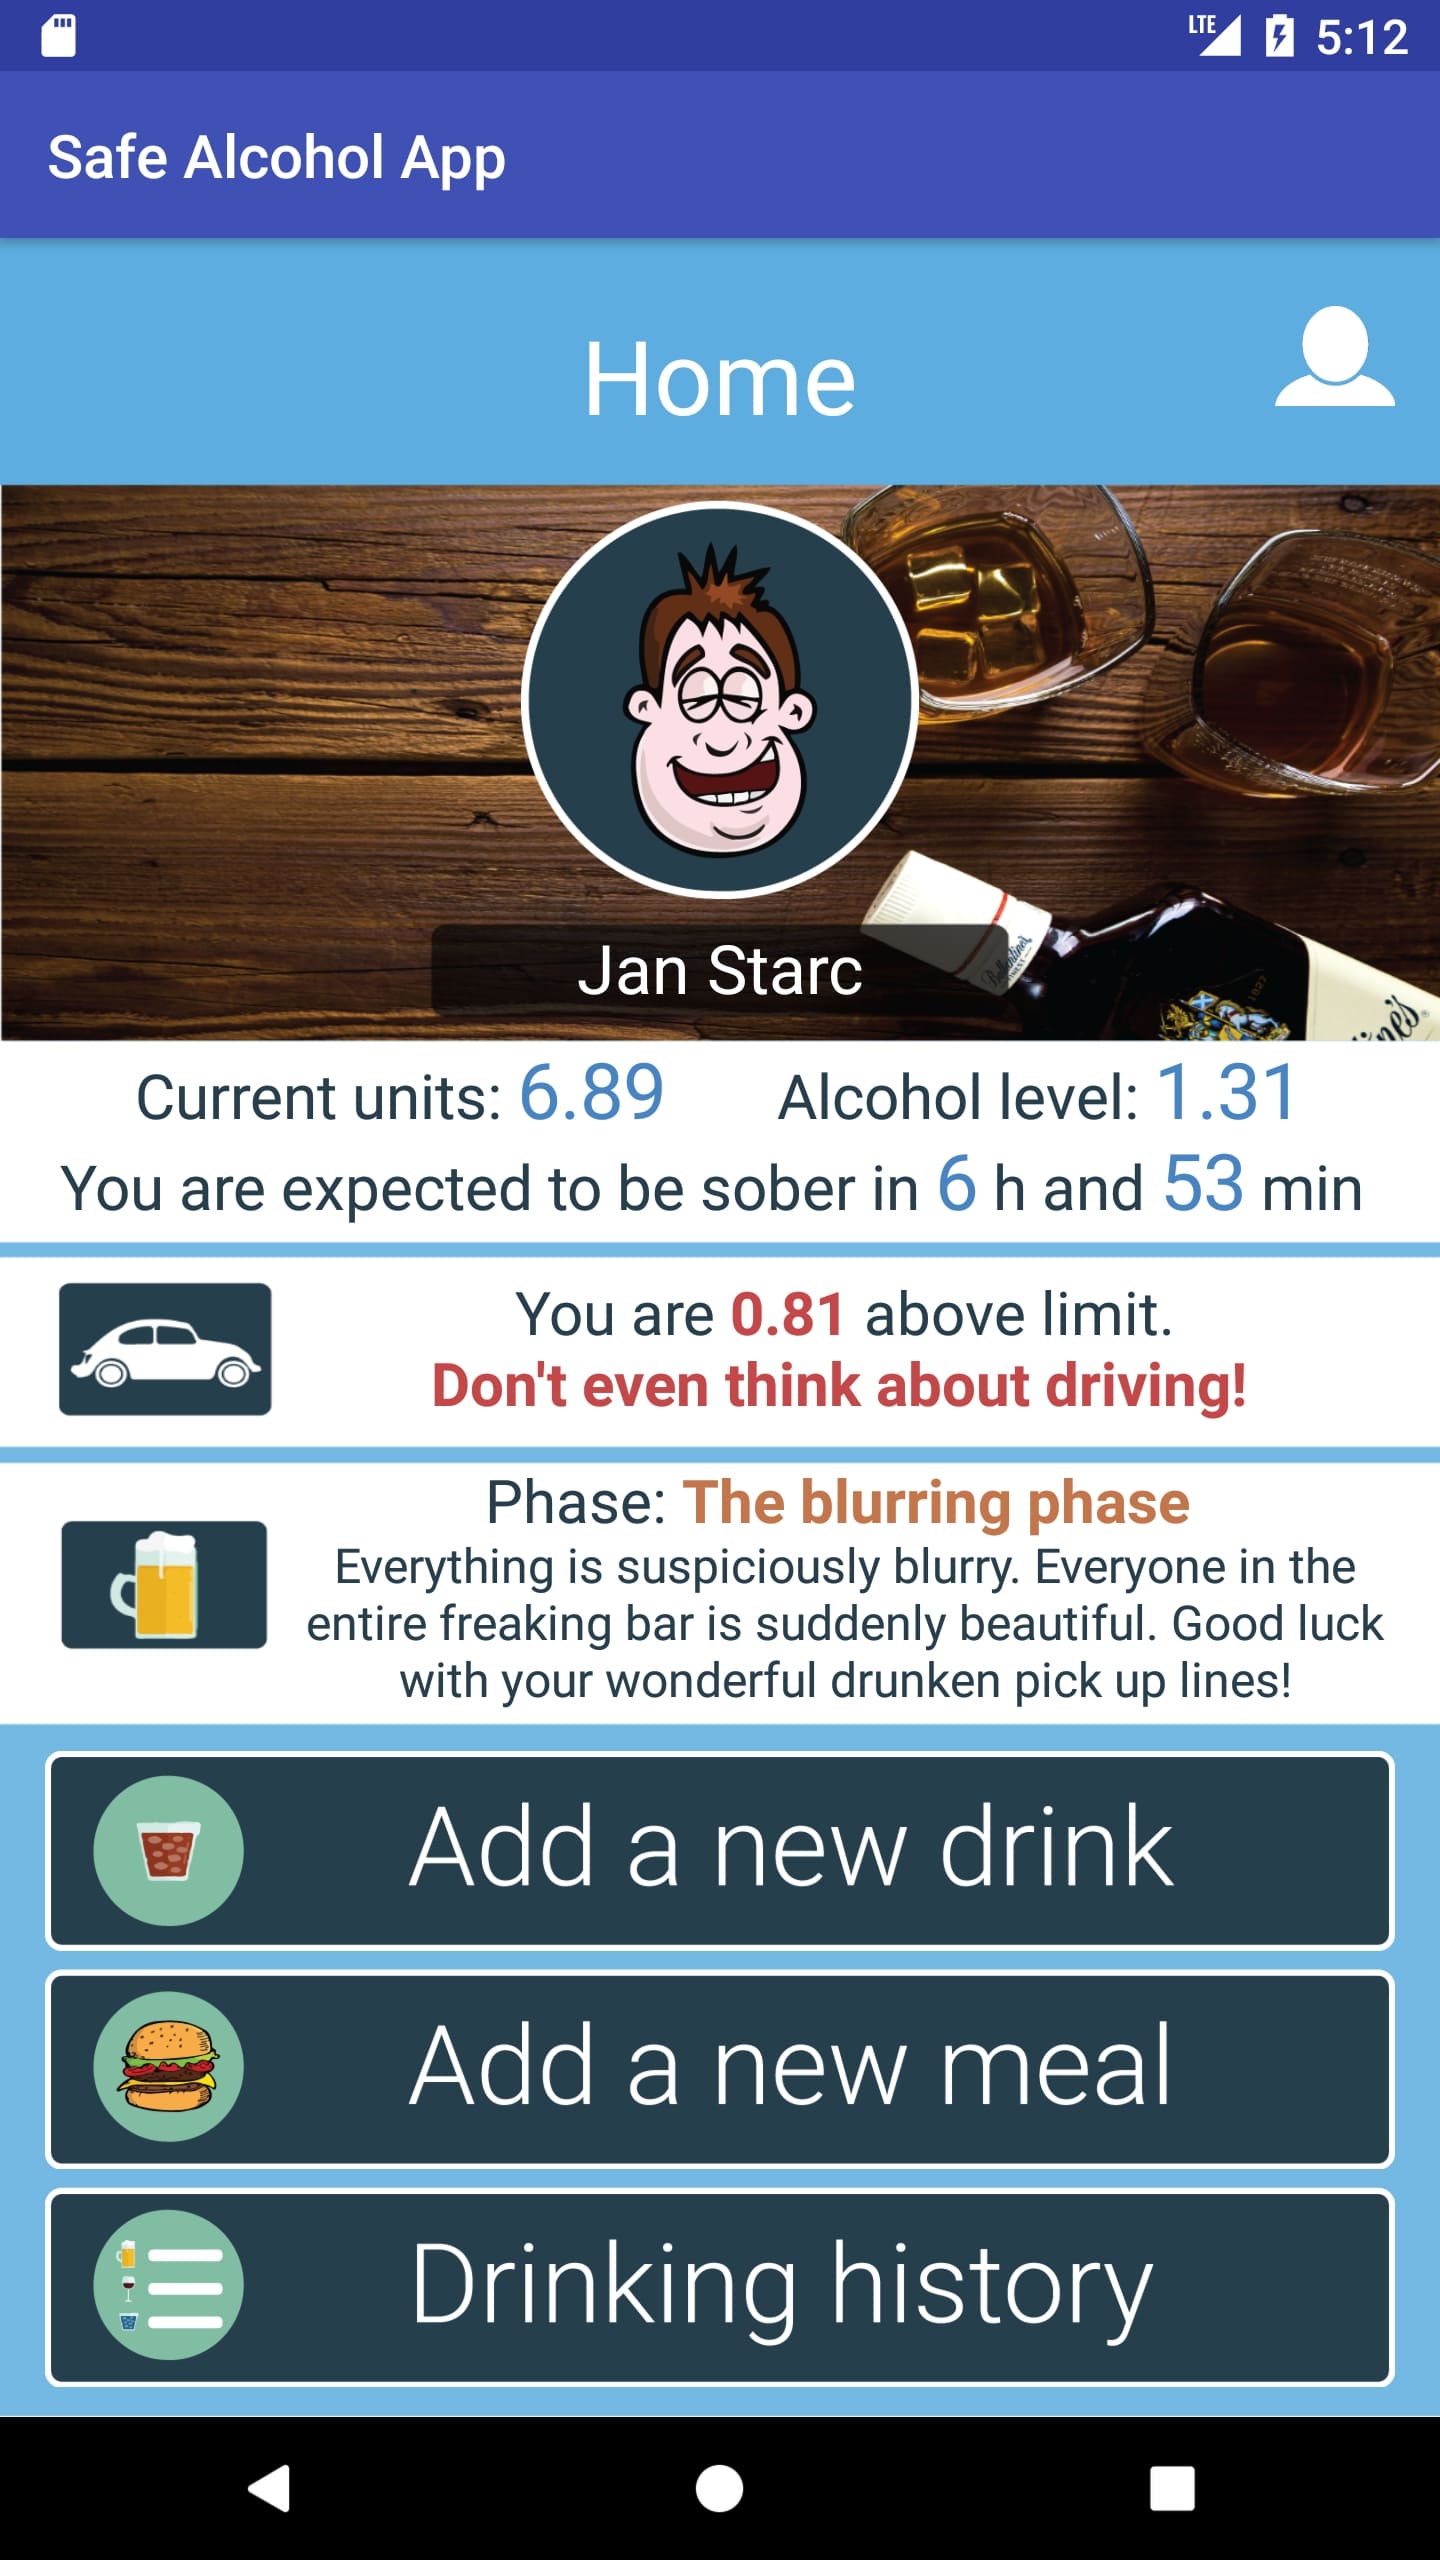 LTE 5:12
Safe Alcohol App
Home
Jan Starc
Ballantine's
FINEST
1827
Current units: 6.89 Alcohol level: 1.31
You are expected to be sober in 6 h and 53 min
You are 0.81 above limit.
Don't even think about driving!
Phase: The blurring phase
Everything is suspiciously blurry. Everyone in the
entire freaking bar is suddenly beautiful. Good luck
with your wonderful drunken pick up lines!
Add a new drink
Add a new meal
Drinking history